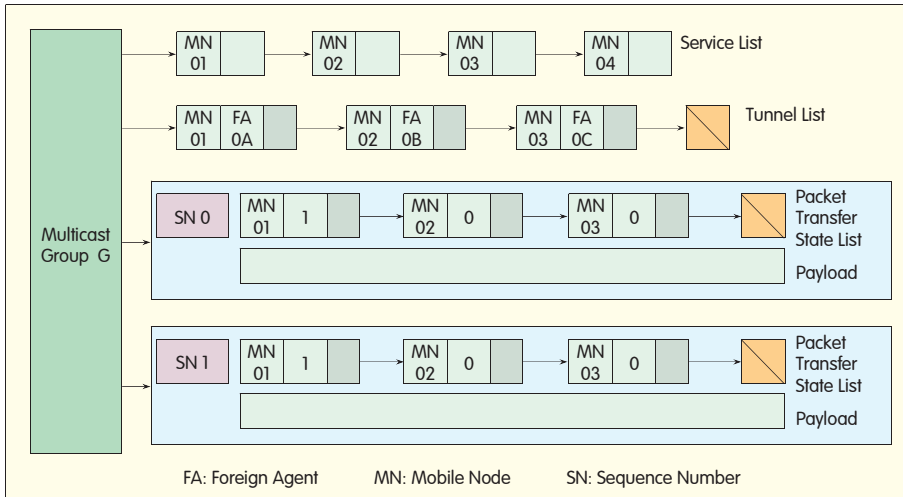 MN 01
MN 02
MN 03
MN 04
Service List
MN 01
FA 0A
MN 02
FA 0B
MN 03
FA 0C
Tunnel List
Multicast
Group G
SN 0
MN 01
1
MN 02
0
MN 03
0
Packet
Transfer
State List
Payload
SN 1
MN 01
1
MN 02
0
MN 03
0
Packet
Transfer
State List
Payload
FA: Foreign Agent MN: Mobile Node SN: Sequence Number